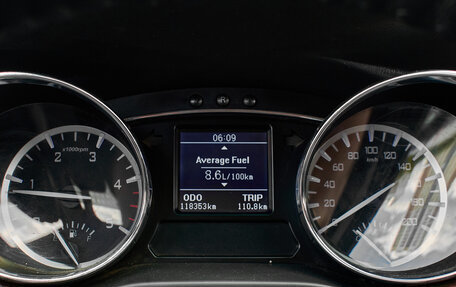 06:09
x1000rpm
Average Fuel
8.6L/100km
ODO TRIP
118353km 110.8km
1 2 3 4 5
20 40 60 80 100 120 140 160
km/h
200